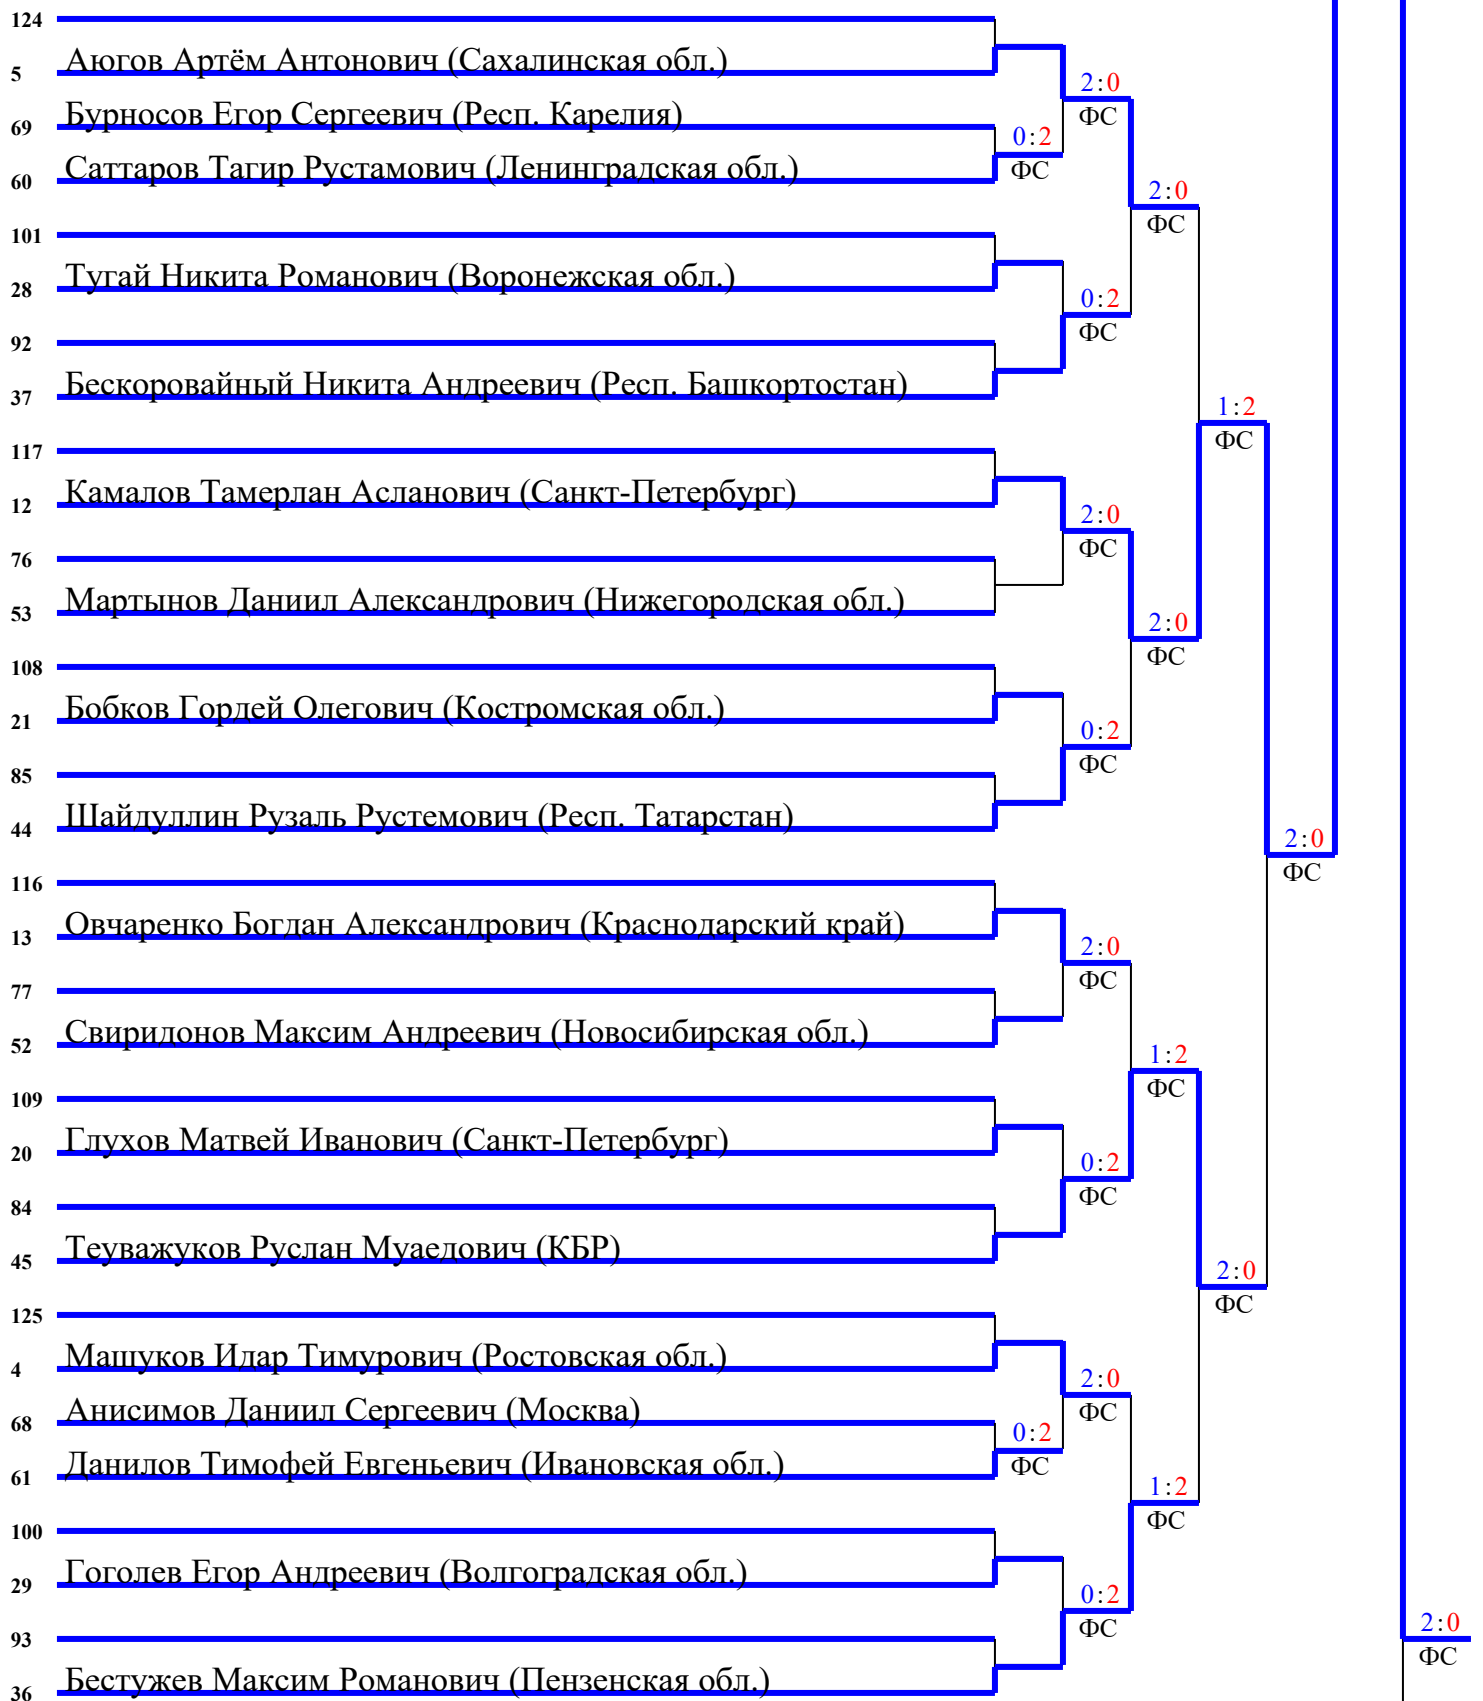 124
Аюгов Артём Антонович (Сахалинская обл.)
5
2:0
ФС
Бурносов Егор Сергеевич (Респ. Карелия)
69
0:2
ФС
Саттаров Тагир Рустамович (Ленинградская обл.)
60
2:0
ФС
101
Тугай Никита Романович (Воронежская обл.)
28
0:2
ФС
92
Бескоровайный Никита Андреевич (Респ. Башкортостан)
37
1:2
ФС
117
Камалов Тамерлан Асланович (Санкт-Петербург)
12
2:0
ФС
76
Мартынов Даниил Александрович (Нижегородская обл.)
53
2:0
ФС
108
Бобков Гордей Олегович (Костромская обл.)
21
0:2
ФС
85
Шайдуллин Рузаль Рустемович (Респ. Татарстан)
44
2:0
ФС
116
Овчаренко Богдан Александрович (Краснодарский край)
13
2:0
ФС
77
Свиридонов Максим Андреевич (Новосибирская обл.)
52
1:2
ФС
109
Глухов Матвей Иванович (Санкт-Петербург)
20
0:2
ФС
84
Теуважуков Руслан Муаедович (КБР)
45
2:0
ФС
125
Машуков Идар Тимурович (Ростовская обл.)
4
2:0
ФС
Анисимов Даниил Сергеевич (Москва)
68
0:2
ФС
Данилов Тимофей Евгеньевич (Ивановская обл.)
61
1:2
ФС
100
Гоголев Егор Андреевич (Волгоградская обл.)
29
0:2
ФС
93
2:0
ФС
Бестужев Максим Романович (Пензенская обл.)
36